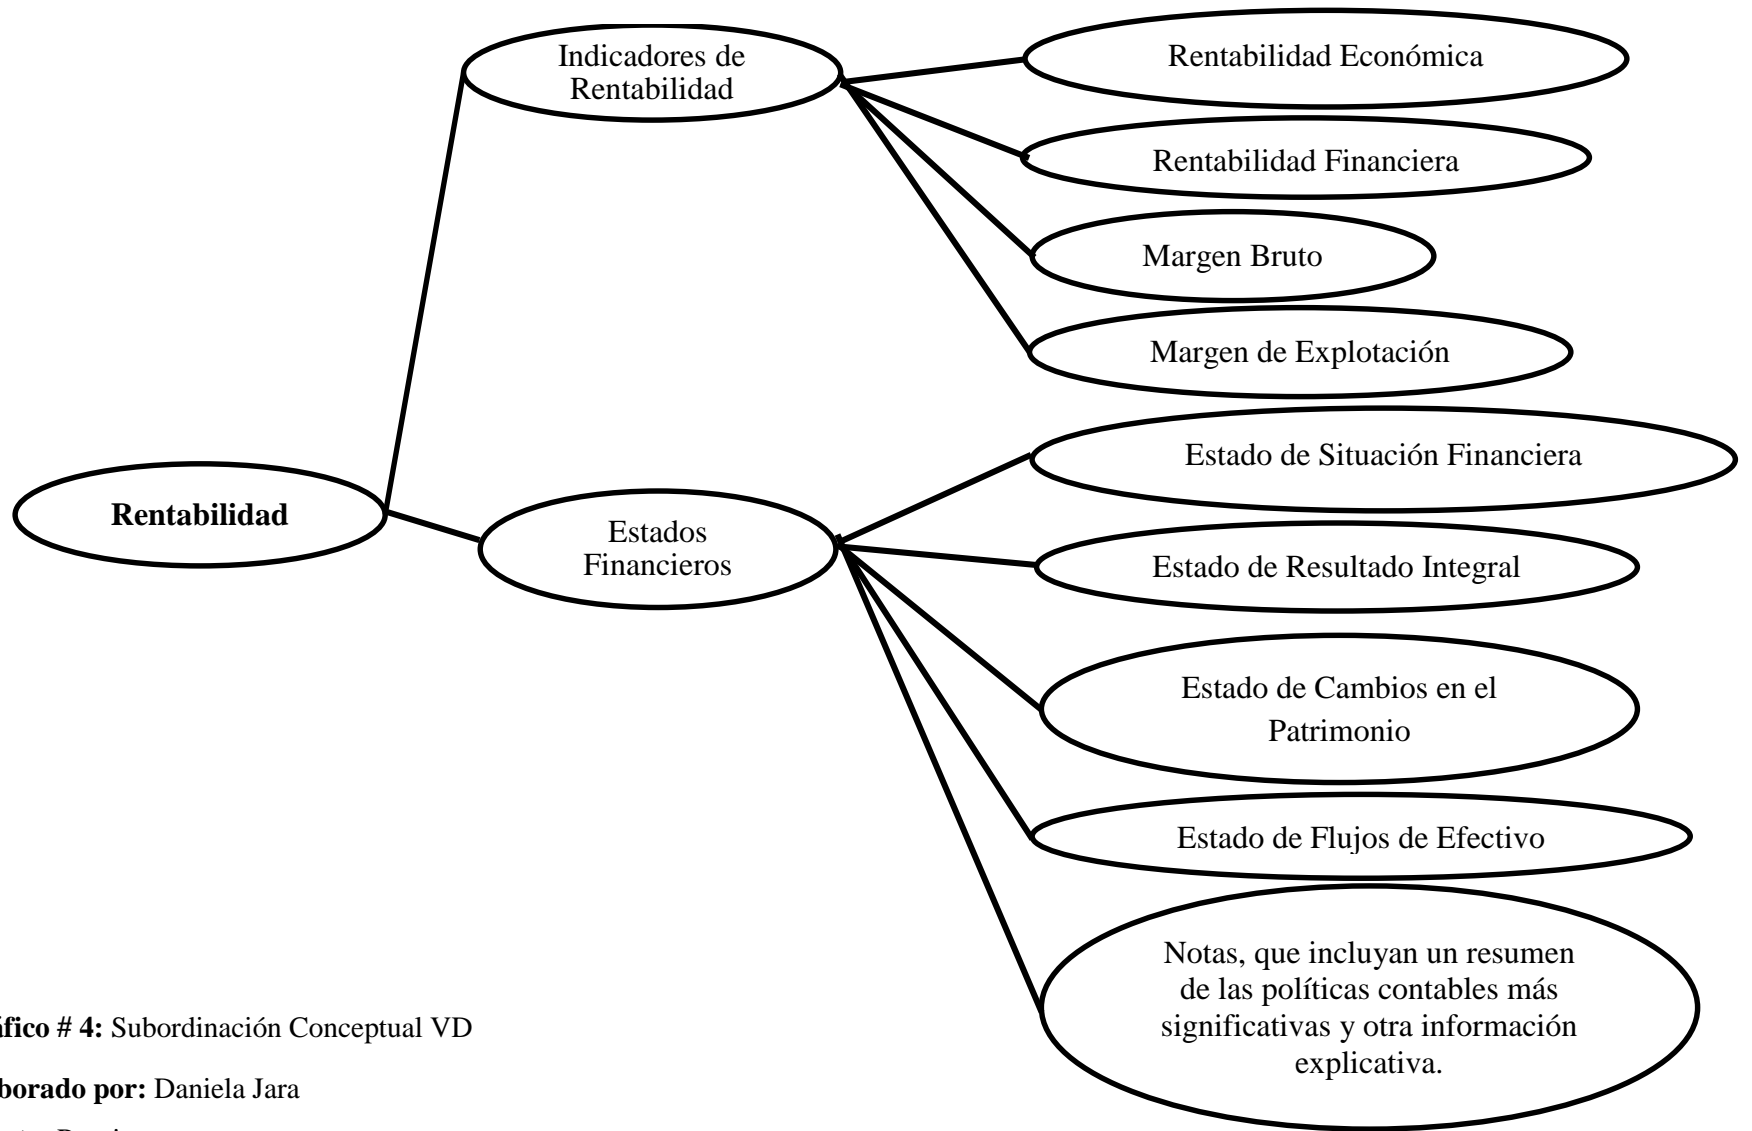 Indicadores de
Rentabilidad
Rentabilidad Económica
Rentabilidad Financiera
Margen Bruto
Margen de Explotación
Rentabilidad
Estados
Financieros
Estado de Situación Financiera
Estado de Resultado Integral
Estado de Cambios en el
Patrimonio
Estado de Flujos de Efectivo
Notas, que incluyan un resumen
de las políticas contables más
significativas y otra información
explicativa.
áfico # 4: Subordinación Conceptual VD
borado por: Daniela Jara